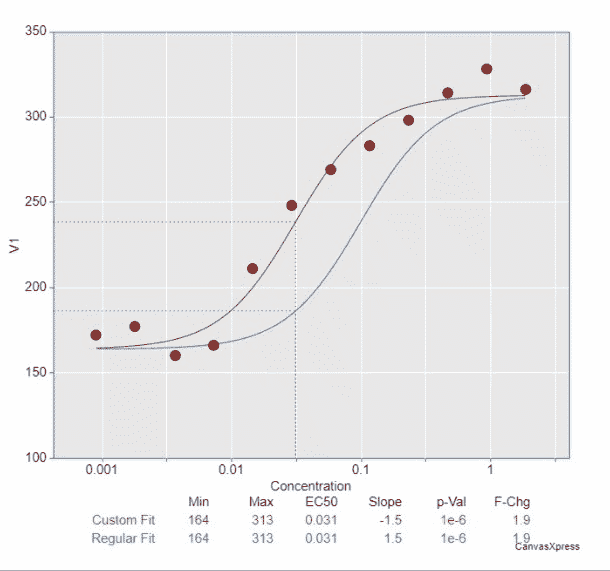 350
300
250
V1
200
150
100
0.001 0.01 0.1 1
Concentration
Min Max EC50 Slope p-Val F-Chg
Custom Fit 164 313 0.031 -1.5 1e-6 1.9
Regular Fit 164 313 0.031 1.5 1e-6 1.9
CanvasXpress